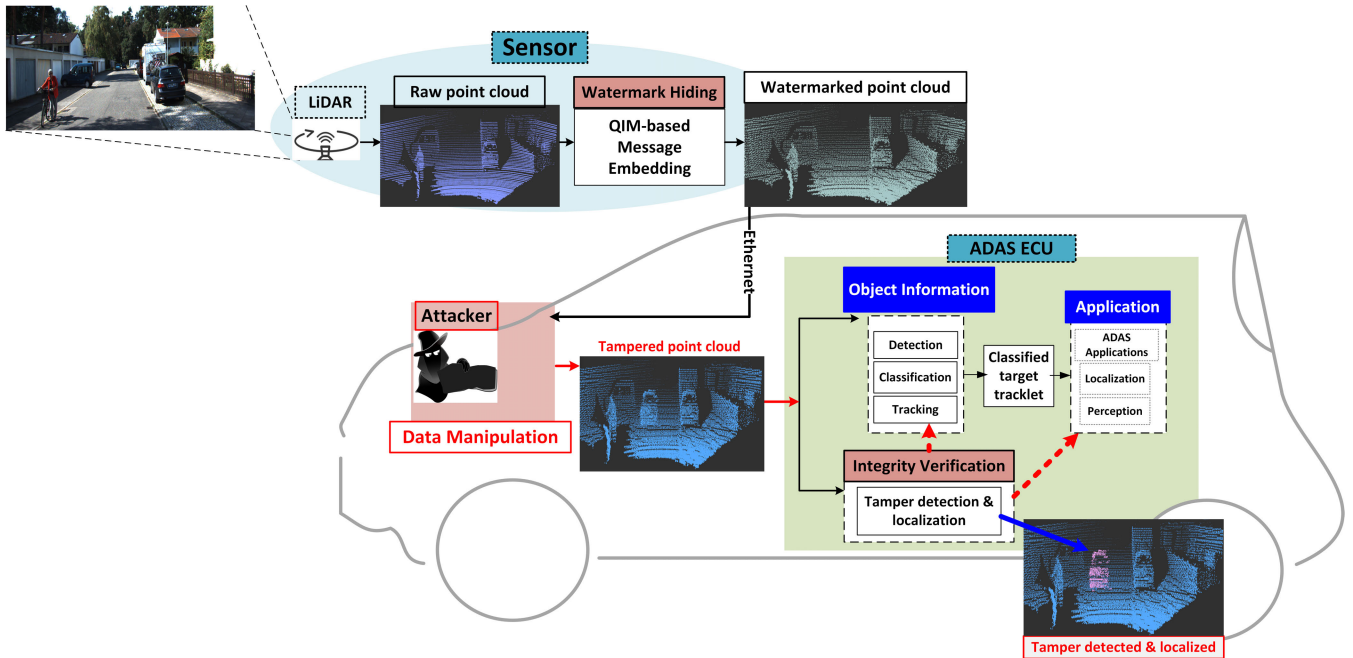 Sensor
LiDAR
Raw point cloud
Watermark Hiding
QIM-based
Message
Embedding
Watermarked point cloud
Ethernet
ADAS ECU
Object Information
Application
Attacker
Data Manipulation
Tampered point cloud
Detection
Classification
Tracking
Classified
target
tracklet
ADAS
Applications
Localization
Perception
Integrity Verification
Tamper detection &
localization
Tamper detected & localized